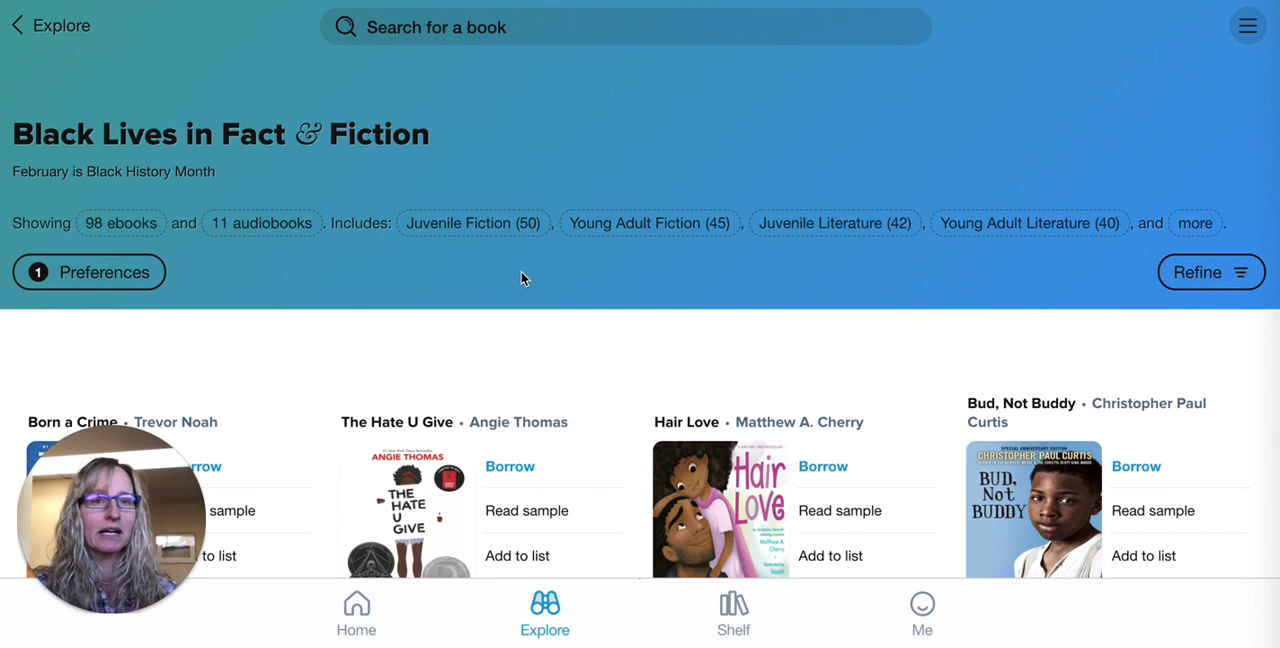 Explore
Search for a book
Black Lives in Fact & Fiction
February is Black History Month
Showing 98 ebooks and 11 audiobooks. Includes: Juvenile Fiction (50), Young Adult Fiction (45), Juvenile Literature (42), Young Adult Literature (40), and more.
1 Preferences
Refine
Born a Crime • Trevor Noah
rrow
sample
to list
The Hate U Give • Angie Thomas
ANGIE THOMAS
THE
HATE
U
GIVE
Borrow
Read sample
Add to list
Hair Love • Matthew A. Cherry
Hair
Love
Matthew A.
Cherry
Borrow
Read sample
Add to list
Bud, Not Buddy • Christopher Paul
Curtis
SPECIAL ANNIVERSARY EDITION
CHRISTOPHER PAUL CURTIS
BUD,
Not
BUDDY
Borrow
Read sample
Add to list
Home
Explore
Shelf
Me